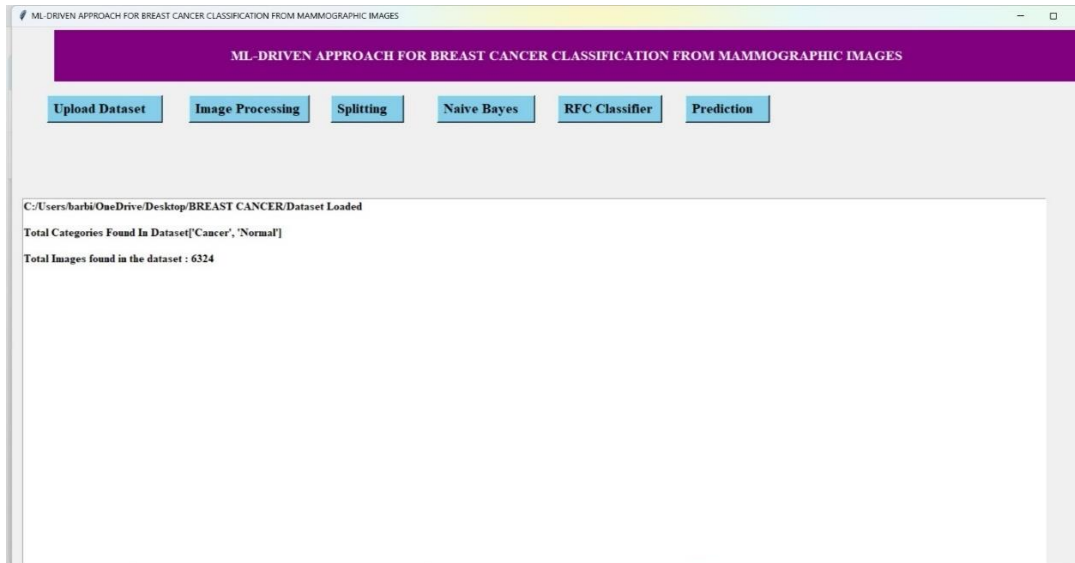 ML-DRIVEN APPROACH FOR BREAST CANCER CLASSIFICATION FROM MAMMOGRAPHIC IMAGES
ML-DRIVEN APPROACH FOR BREAST CANCER CLASSIFICATION FROM MAMMOGRAPHIC IMAGES
Upload Dataset Image Processing Splitting Naive Bayes RFC Classifier Prediction
C:/Users/barbi/OneDrive/Desktop/BREAST CANCER/Dataset Loaded
Total Categories Found In Dataset['Cancer', 'Normal']
Total Images found in the dataset : 6324